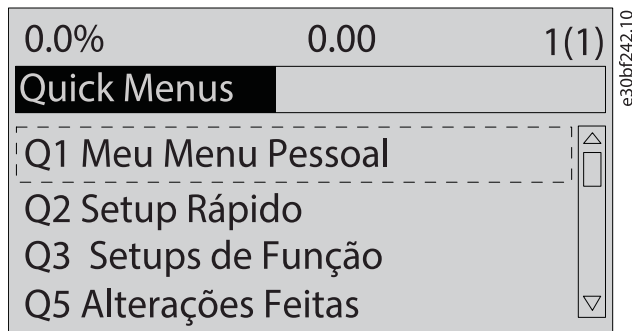 0.0% 0.00 1(1)
Quick Menus
Q1 Meu Menu Pessoal
Q2 Setup Rápido
Q3 Setups de Função
Q5 Alterações Feitas
e30bf242.10